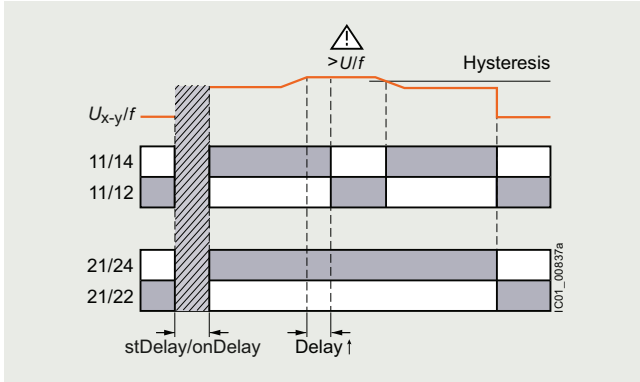 >U/f
Hysteresis
Ux-y/f
11/14
11/12
21/24
21/22
IC01_00837a
stDelay/onDelay
Delay↑